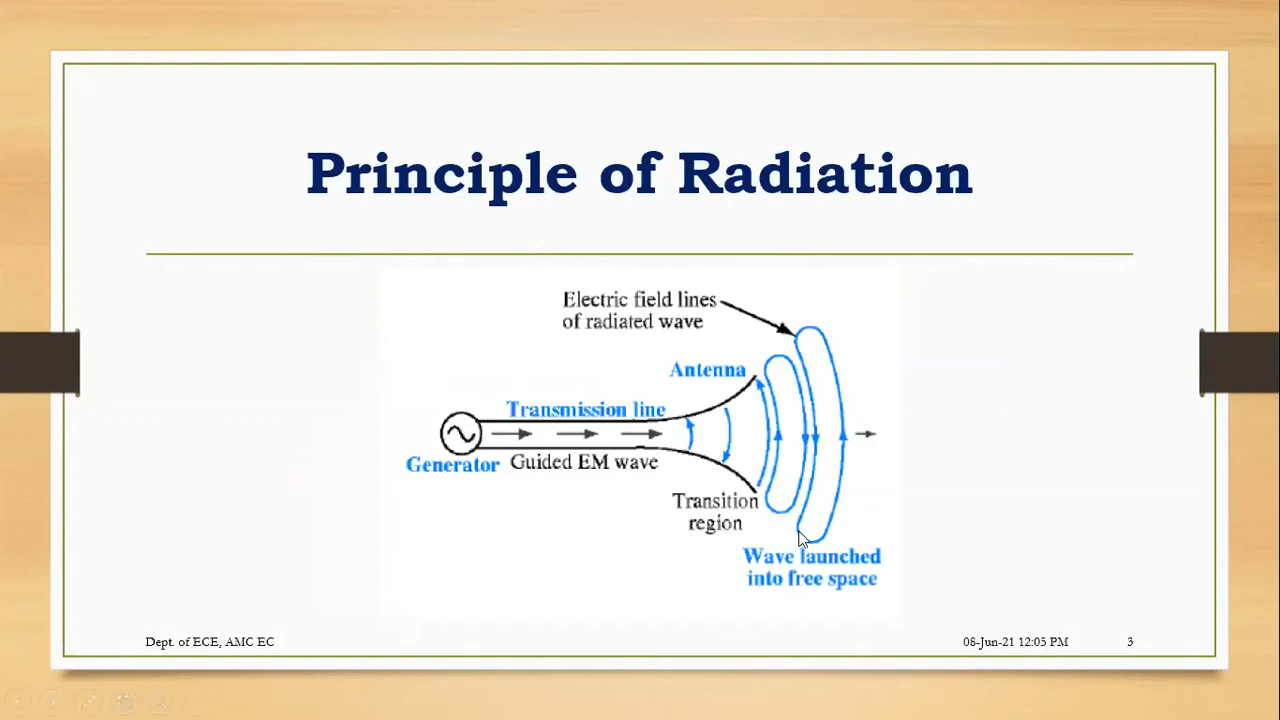 Principle of Radiation
Electric field lines
of radiated wave
Antenna
Transmission line
Generator
Guided EM wave
Transition
region
Wave launched
into free space
Dept. of ECE, AMC EC
08-Jun-21 12:05 PM
3